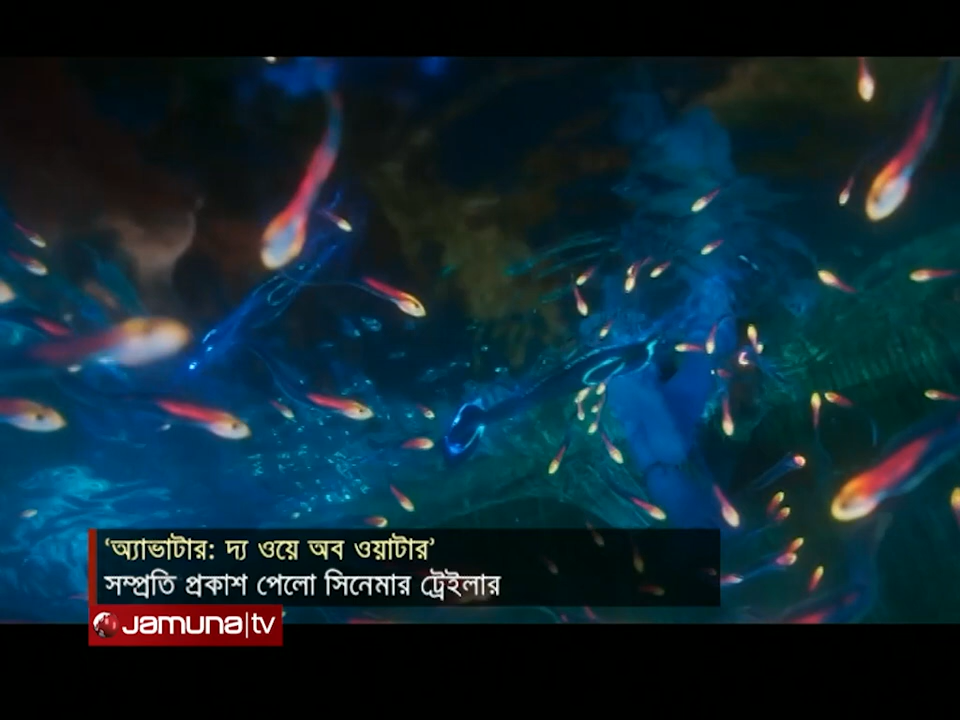 ‘অ্যাভাটার: দ্য ওয়ে অব ওয়াটার’
সম্প্রতি প্রকাশ পেলো সিনেমার ট্রেইলার
Jamuna|tv